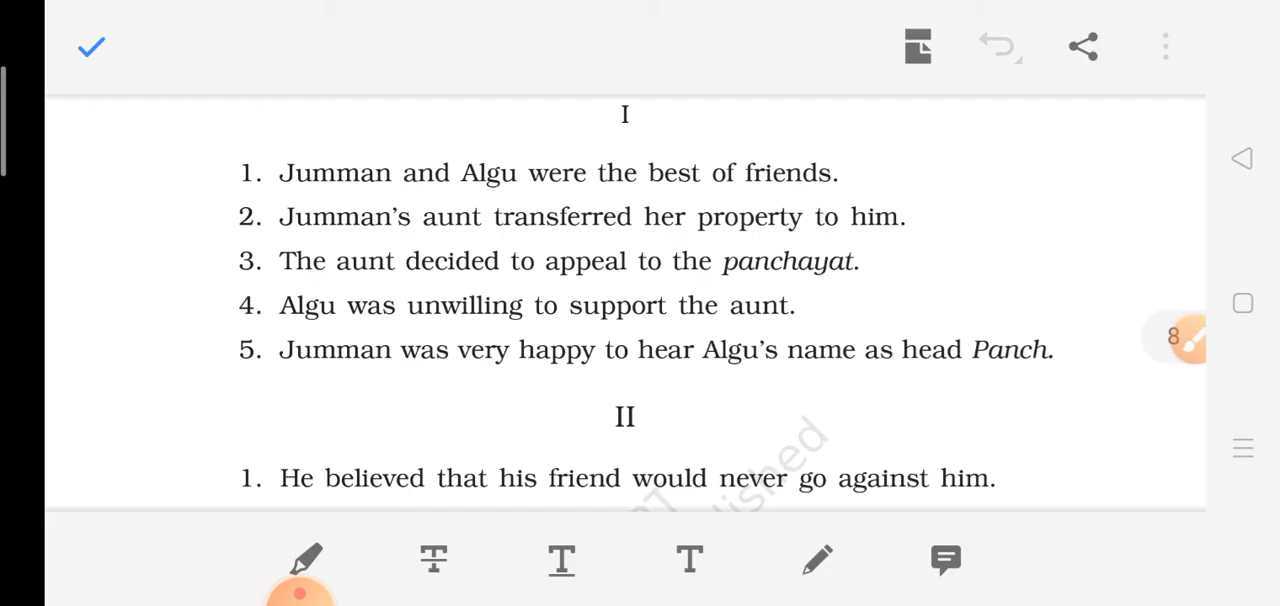 I
1. Jumman and Algu were the best of friends.
2. Jumman's aunt transferred her property to him.
3. The aunt decided to appeal to the panchayat.
4. Algu was unwilling to support the aunt.
8
5. Jumman was very happy to hear Algu's name as head Panch.
II
1. He believed that his friend would never go against him.